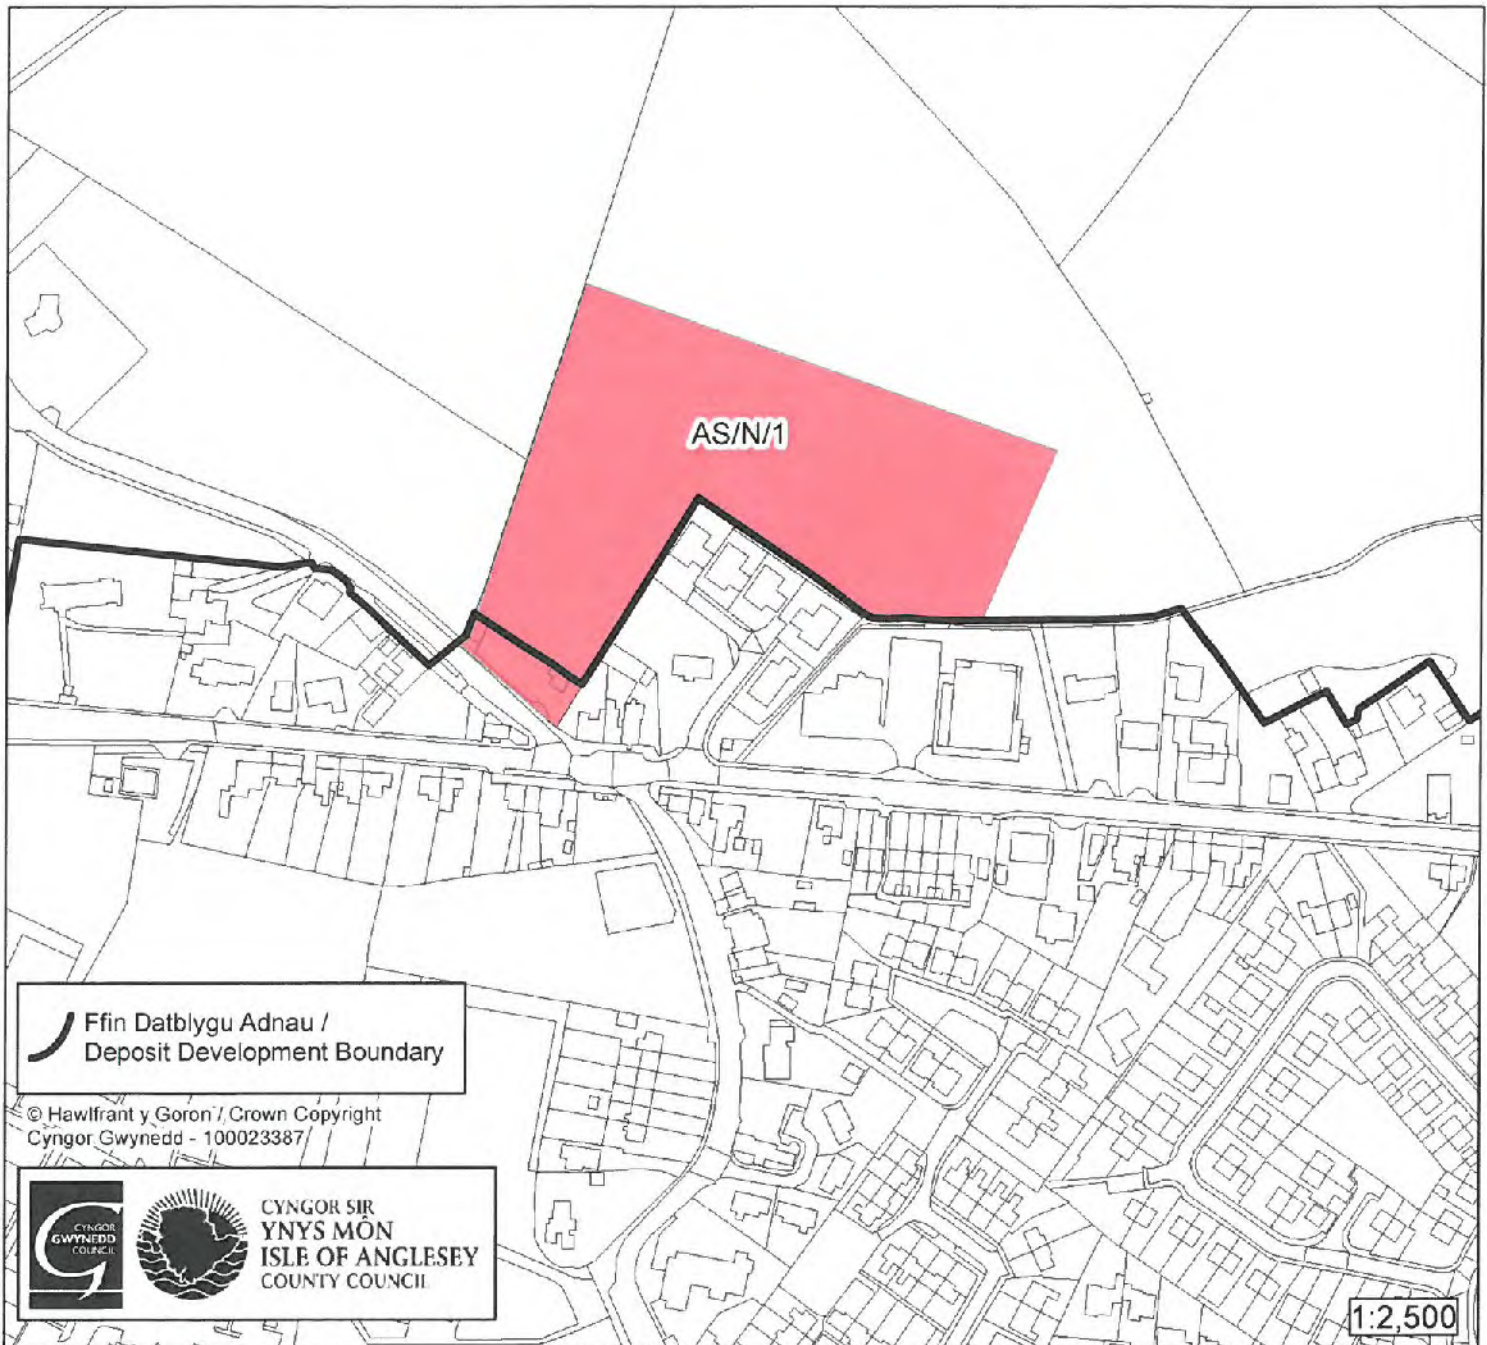 AS/N/1
Ffin Datblygu Adnau /
Deposit Development Boundary
© Hawlfraint y Goron / Crown Copyright
Cyngor Gwynedd - 100023387
CYNGOR
GWYNEDD
COUNCIL
CYNGOR SIR
YNYS MÔN
ISLE OF ANGLESEY
COUNTY COUNCIL
1:2,500